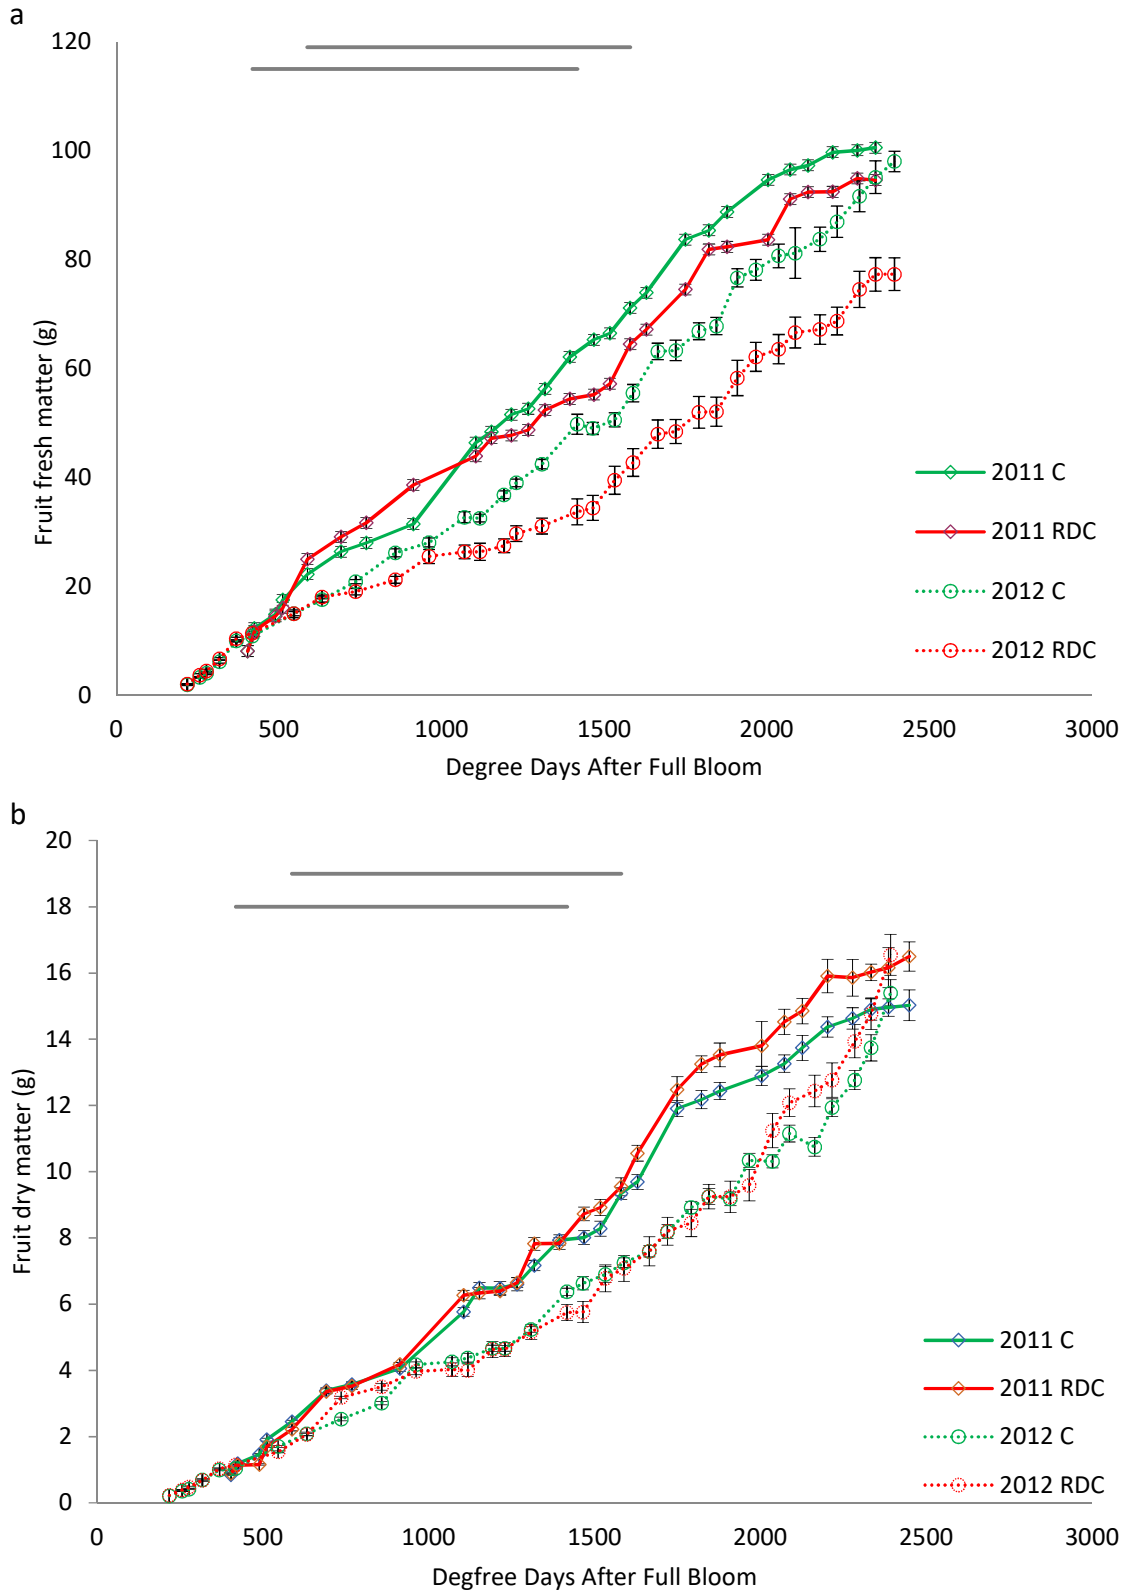 a
120
100
80
60
40
20
0
Fruit fresh matter (g)
2011 C
2011 RDC
2012 C
2012 RDC
0 500 1000 1500 2000 2500 3000
Degree Days After Full Bloom
b
20
18
16
14
12
10
8
6
4
2
0
Fruit dry matter (g)
2011 C
2011 RDC
2012 C
2012 RDC
0 500 1000 1500 2000 2500 3000
Degfree Days After Full Bloom